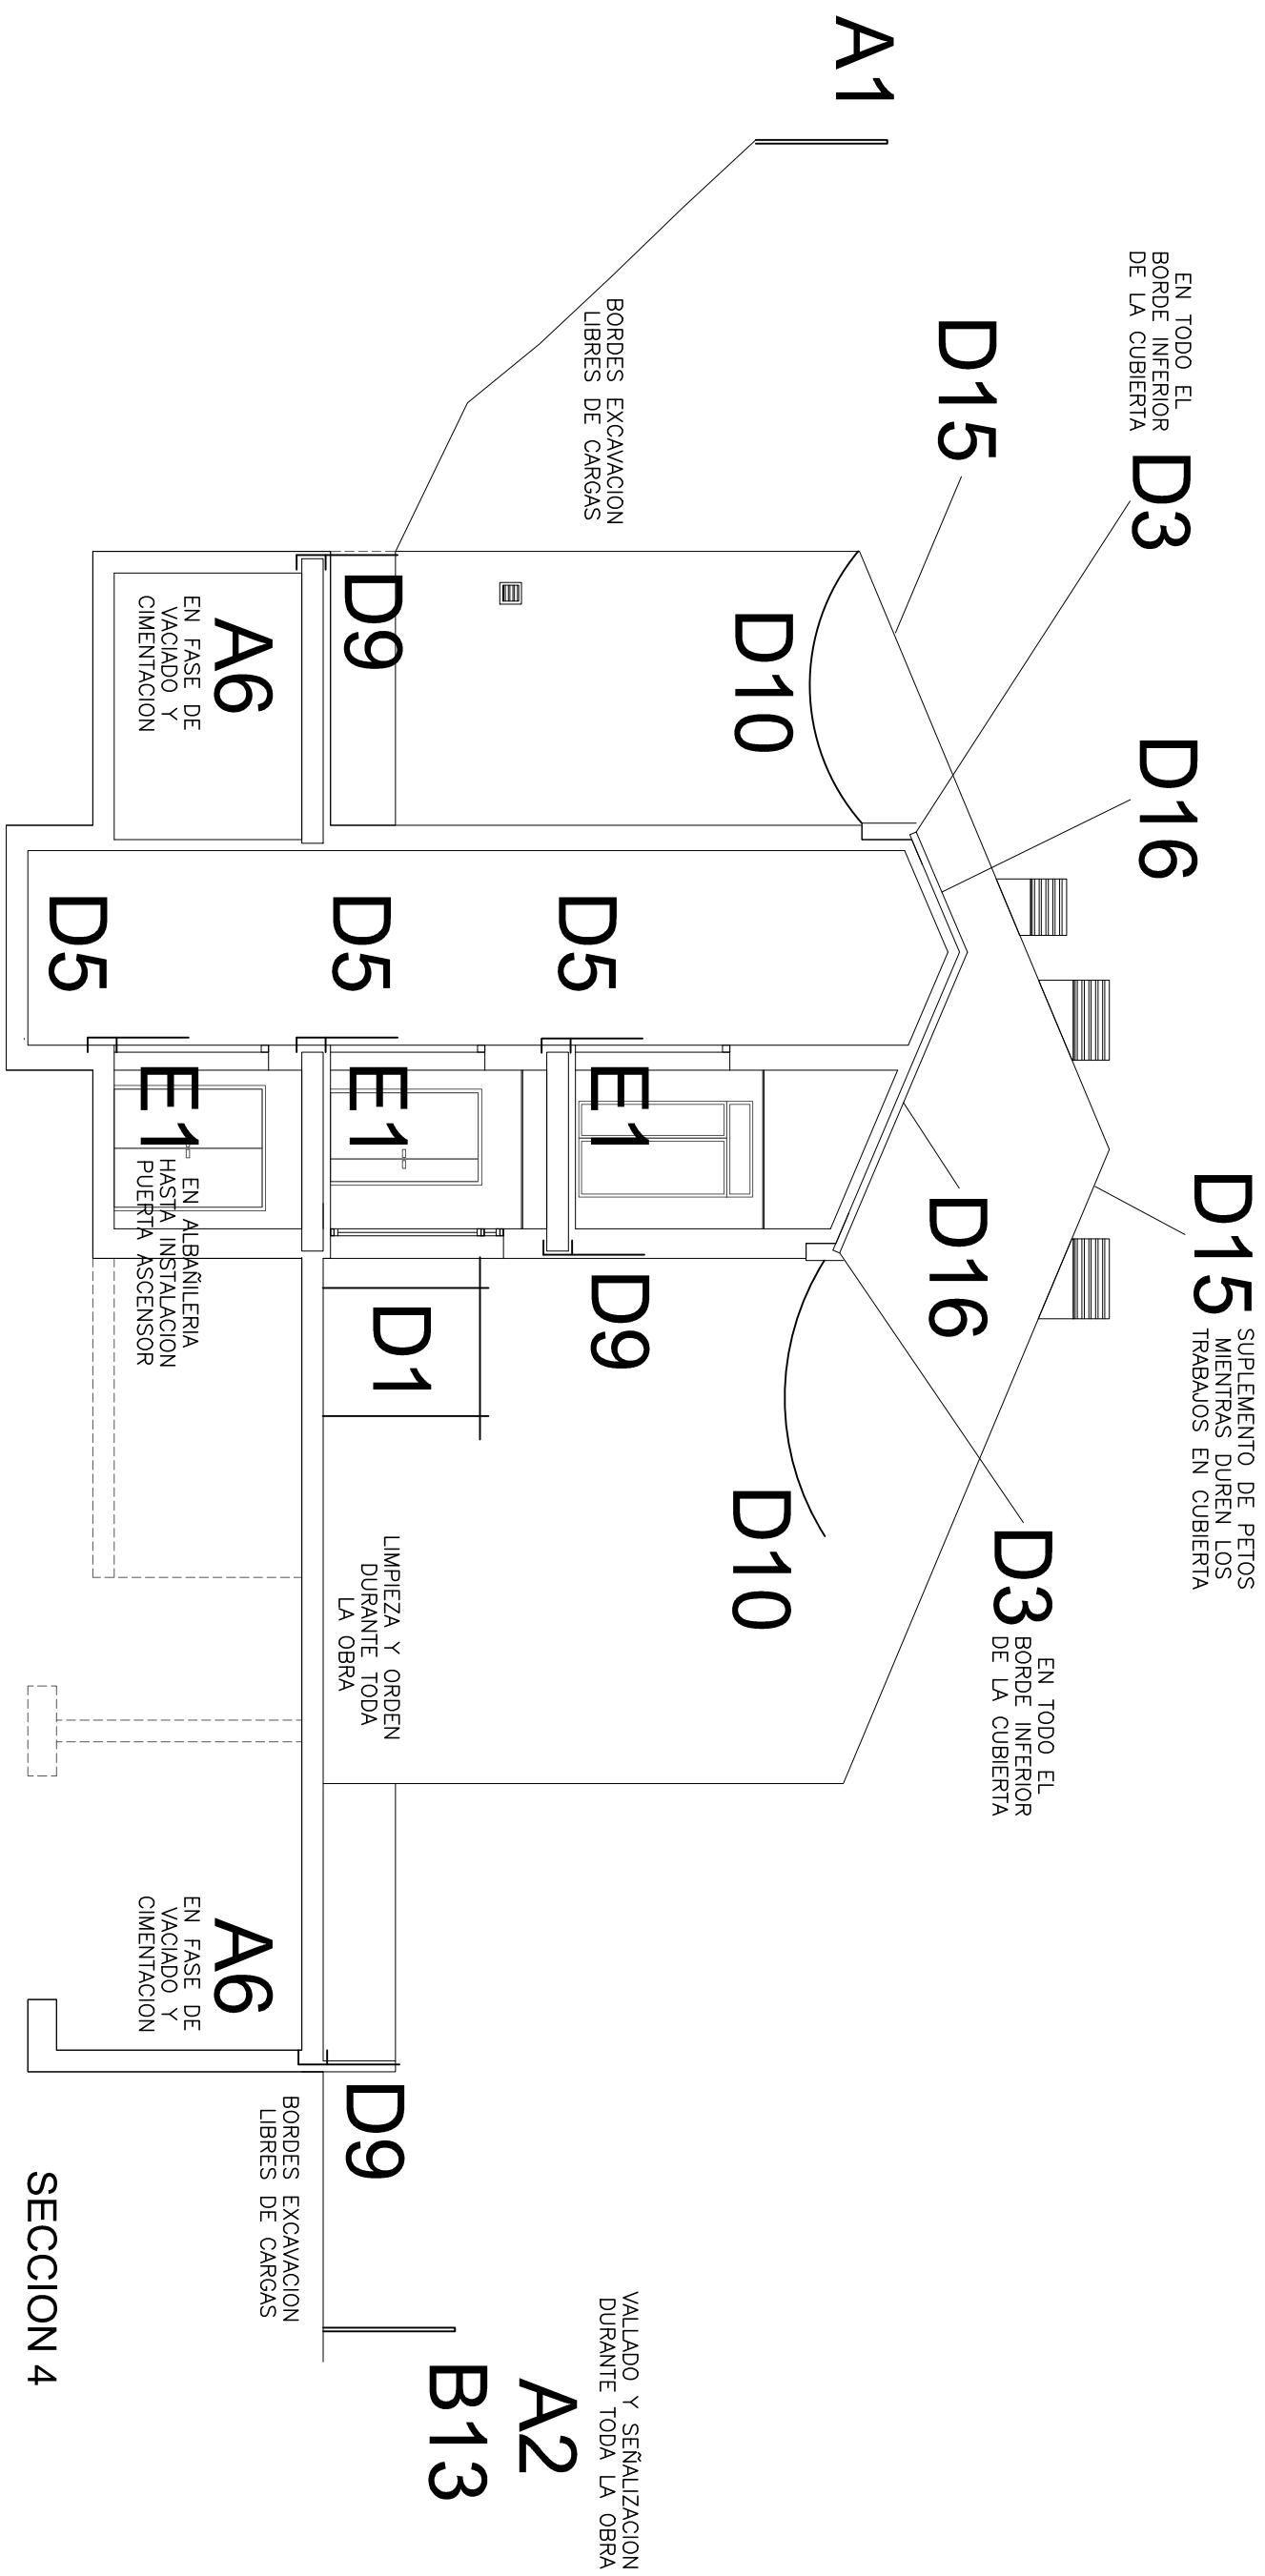 A1
EN TODO EL
BORDE INFERIOR
DE LA CUBIERTA
D3
D15
D16
D15
SUPLEMENTO DE PETOS
MIENTRAS DUREN LOS
TRABAJOS EN CUBIERTA
D16
D3
EN TODO EL
BORDE INFERIOR
DE LA CUBIERTA
D10
D10
BORDES EXCAVACION
LIBRES DE CARGAS
D9
D5
E1
D9
D5
E1
D1
LIMPIEZA Y ORDEN
DURANTE TODA
LA OBRA
D9
VALLADO Y SEÑALIZACION
DURANTE TODA LA OBRA
A2
B13
A6
EN FASE DE
VACIADO Y
CIMENTACION
D5
E1
EN ALBAÑILERIA
HASTA INSTALACION
PUERTA ASCENSOR
A6
EN FASE DE
VACIADO Y
CIMENTACION
BORDES EXCAVACION
LIBRES DE CARGAS
SECCION 4